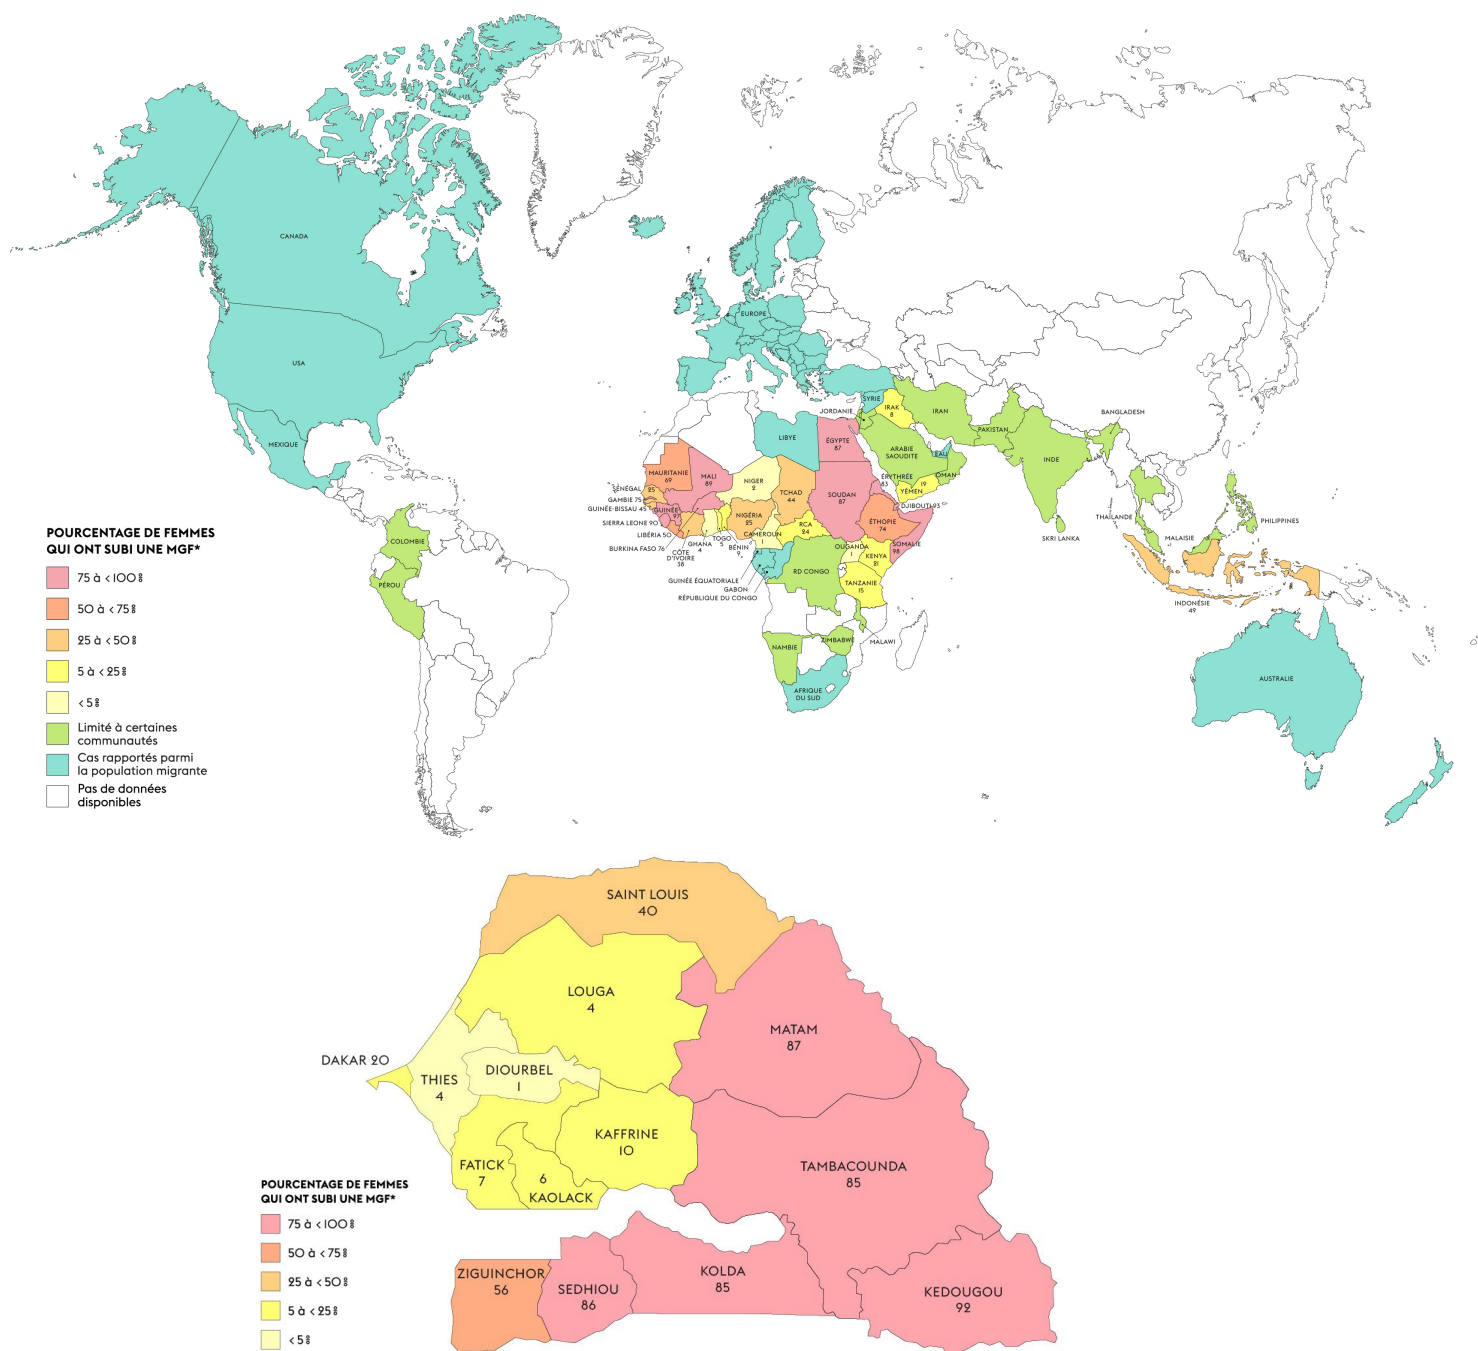 CANADA
USA
MEXIQUE
COLOMBIE
PÉROU
EUROPE
SYRIE
JORDANIE
IRAK
8
IRAN
BANGLADESH
PAKISTAN
INDE
LIBYE
ÉGYPTE
87
ARABIE
SAOUDITE
EAU
OMAN
MAURITANIE
69
MALI
89
NIGER
2
TCHAD
44
SOUDAN
87
ÉRYTHRÉE
83
19
YÉMEN
DJIBOUTI 93
SÉNÉGAL
25
GAMBIE 75
GUINÉE-BISSAU 45
GUINÉE
97
SIERRA LEONE 90
LIBÉRIA 50
BURKINA FASO 76
CÔTE
D'IVOIRE
38
GHANA
4
TOGO
5
BÉNIN
9
NIGÉRIA
25
CAMEROUN
1
RCA
24
ÉTHIOPIE
74
SOMALIE
98
OUGANDA
1
KENYA
21
TANZANIE
15
RD CONGO
GUINÉE ÉQUATORIALE
GABON
RÉPUBLIQUE DU CONGO
MALAWI
ZIMBABWE
NAMBIE
AFRIQUE
DU SUD
THAÏLANDE
SKRI LANKA
MALAISIE
PHILIPPINES
INDONÉSIE
49
AUSTRALIE
POURCENTAGE DE FEMMES
QUI ONT SUBI UNE MGF*
75 à <100%
50 à <75%
25 à <50%
5 à <25%
<5%
Limité à certaines
communautés
Cas rapportés parmi
la population migrante
Pas de données
disponibles
SAINT LOUIS
40
LOUGA
4
MATAM
87
DAKAR 20
THIES
4
DIOURBEL
1
KAFFRINE
10
FATICK
7
6
KAOLACK
TAMBACOUNDA
85
ZIGUINCHOR
56
SEDHIOU
86
KOLDA
85
KEDOUGOU
92
POURCENTAGE DE FEMMES
QUI ONT SUBI UNE MGF*
75 à <100%
50 à <75%
25 à <50%
5 à <25%
<5%